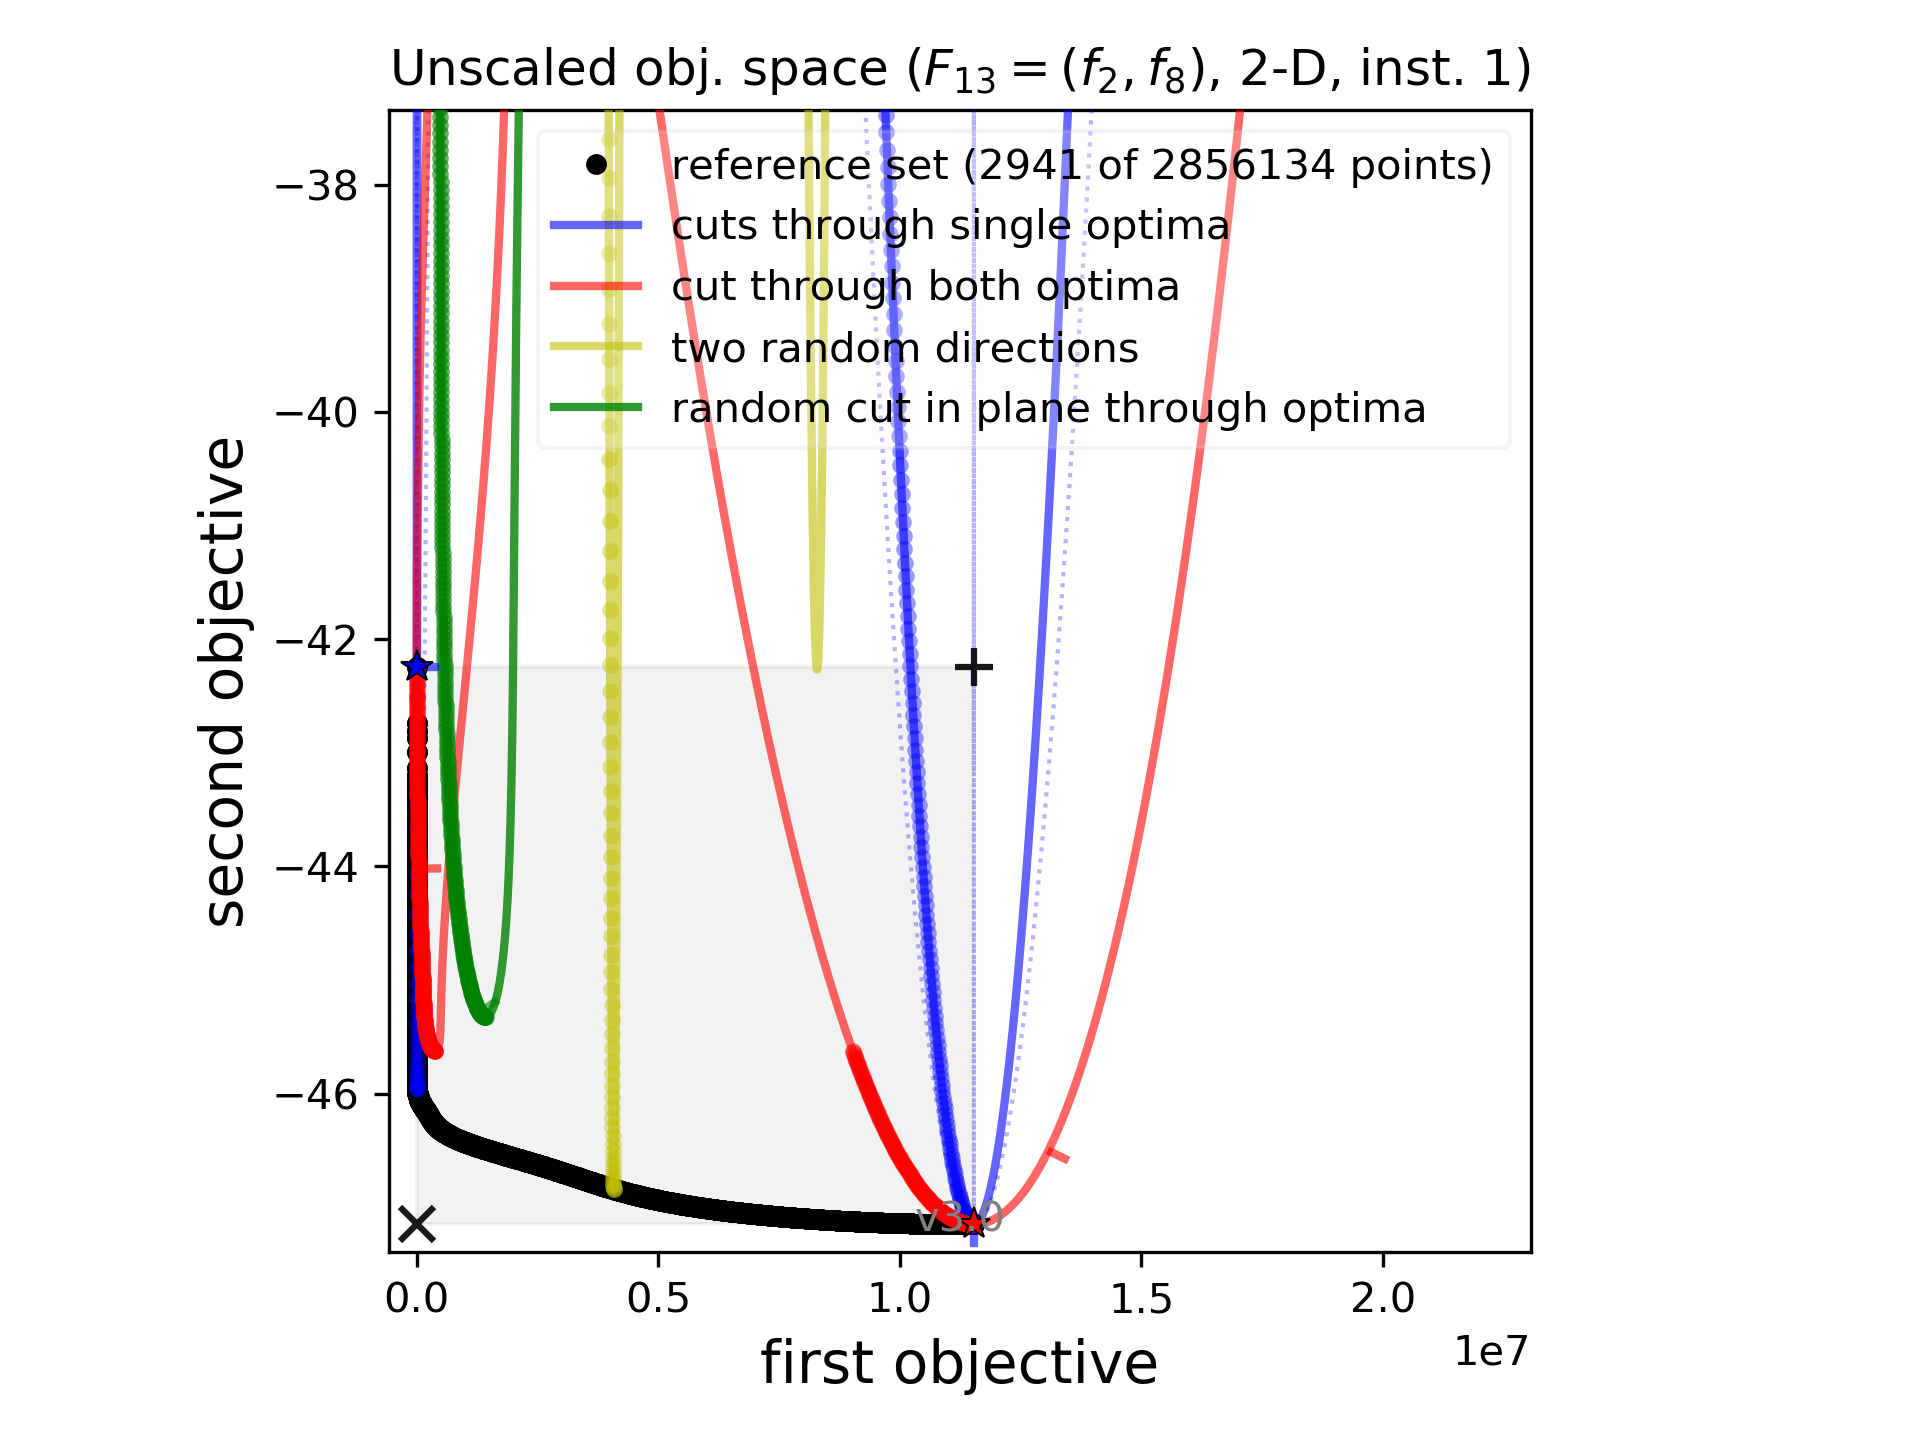 Unscaled obj. space (F₁₃ = (f₂, f₈), 2-D, inst. 1)
reference set (2941 of 2856134 points)
cuts through single optima
cut through both optima
two random directions
random cut in plane through optima
second objective
−38
−40
−42
−44
−46
v3.0
0.0 0.5 1.0 1.5 2.0
1e7
first objective